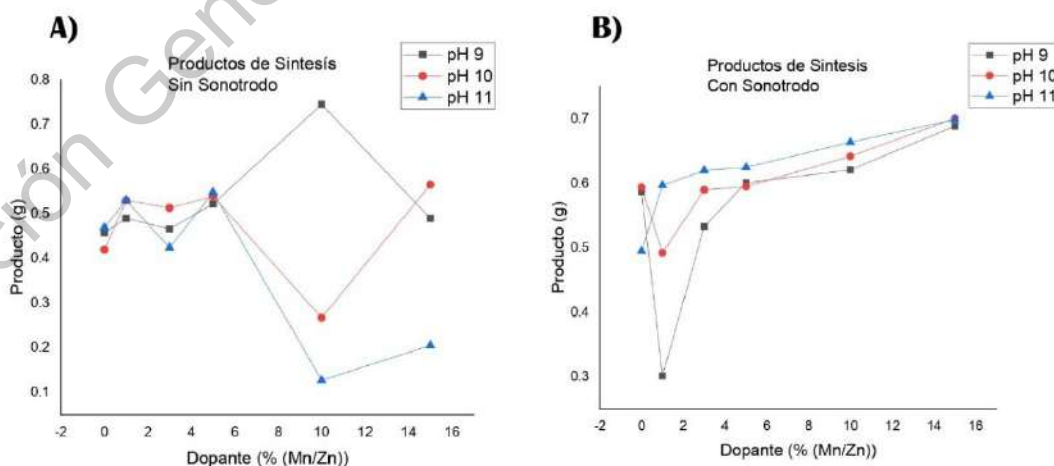 A)
pH 9
pH 10
pH 11
Productos de Sintesís
Sin Sonotrodo
0.8
0.7
0.6
0.5
0.4
0.3
0.2
0.1
Producto (g)
-2 0 2 4 6 8 10 12 14 16
Dopante (% (Mn/Zn))
B)
pH 9
pH 10
pH 11
Productos de Sintesis
Con Sonotrodo
0.7
0.6
0.5
0.4
0.3
Producto (g)
-2 0 2 4 6 8 10 12 14 16
Dopante (% (Mn/Zn))
ción Gene